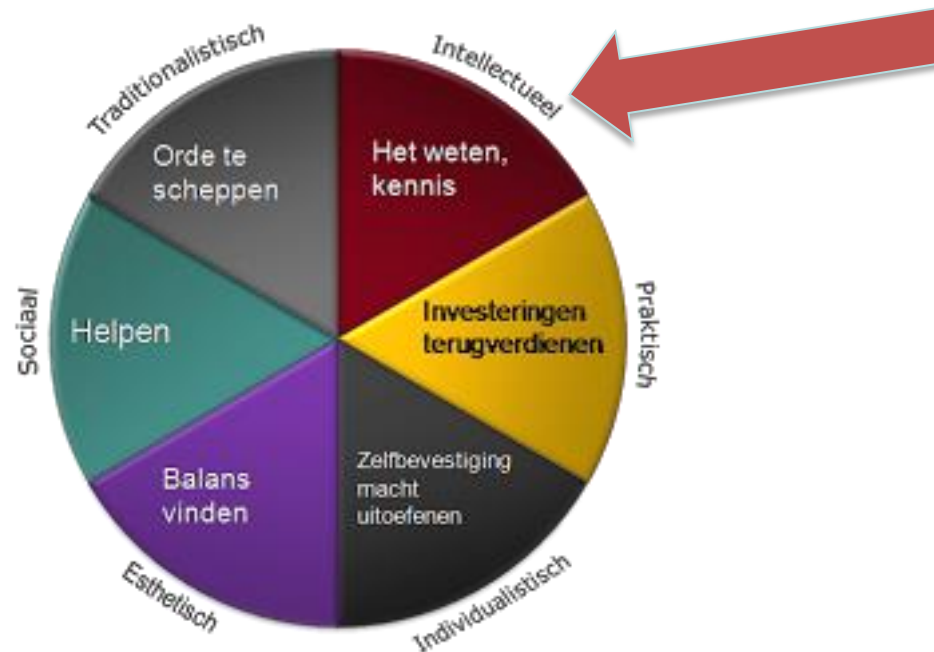 Traditionalistisch
Intellectueel
Orde te
scheppen
Het weten,
kennis
Sociaal
Helpen
Investeringen
terugverdienen
Praktisch
Balans
vinden
Zelfbevestiging
macht
uitoefenen
Esthetisch
Individualistisch